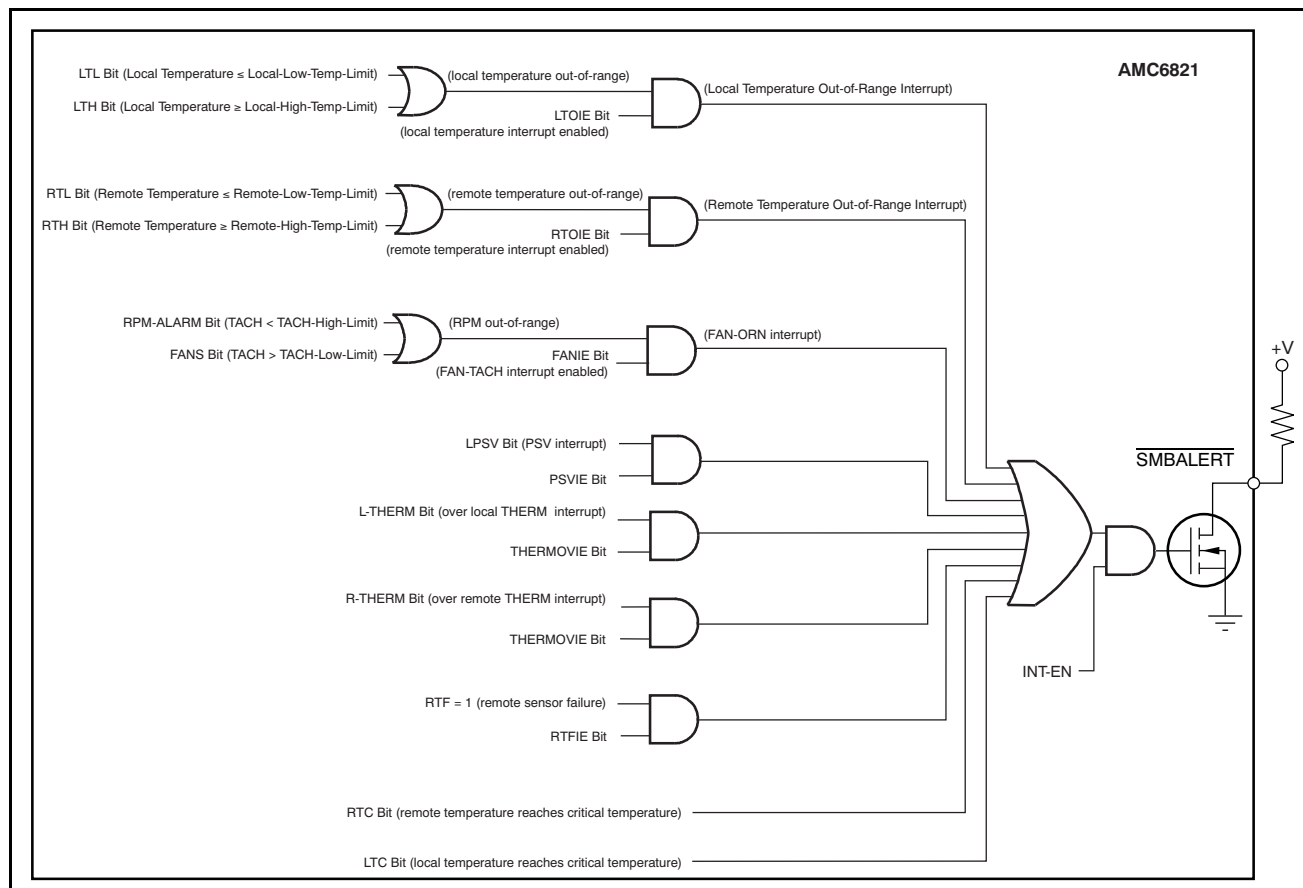 AMC6821
LTL Bit (Local Temperature ≤ Local-Low-Temp-Limit)
(local temperature out-of-range)
(Local Temperature Out-of-Range Interrupt)
LTH Bit (Local Temperature ≥ Local-High-Temp-Limit)
LTOIE Bit
(local temperature interrupt enabled)
RTL Bit (Remote Temperature ≤ Remote-Low-Temp-Limit)
(remote temperature out-of-range)
(Remote Temperature Out-of-Range Interrupt)
RTH Bit (Remote Temperature ≥ Remote-High-Temp-Limit)
RTOIE Bit
(remote temperature interrupt enabled)
RPM-ALARM Bit (TACH < TACH-High-Limit)
(RPM out-of-range)
(FAN-ORN interrupt)
FANS Bit (TACH > TACH-Low-Limit)
FANIE Bit
(FAN-TACH interrupt enabled)
+V
LPSV Bit (PSV interrupt)
PSVIE Bit
SMBALERT
L-THERM Bit (over local THERM interrupt)
THERMOVIE Bit
R-THERM Bit (over remote THERM interrupt)
THERMOVIE Bit
INT-EN
RTF = 1 (remote sensor failure)
RTFIE Bit
RTC Bit (remote temperature reaches critical temperature)
LTC Bit (local temperature reaches critical temperature)